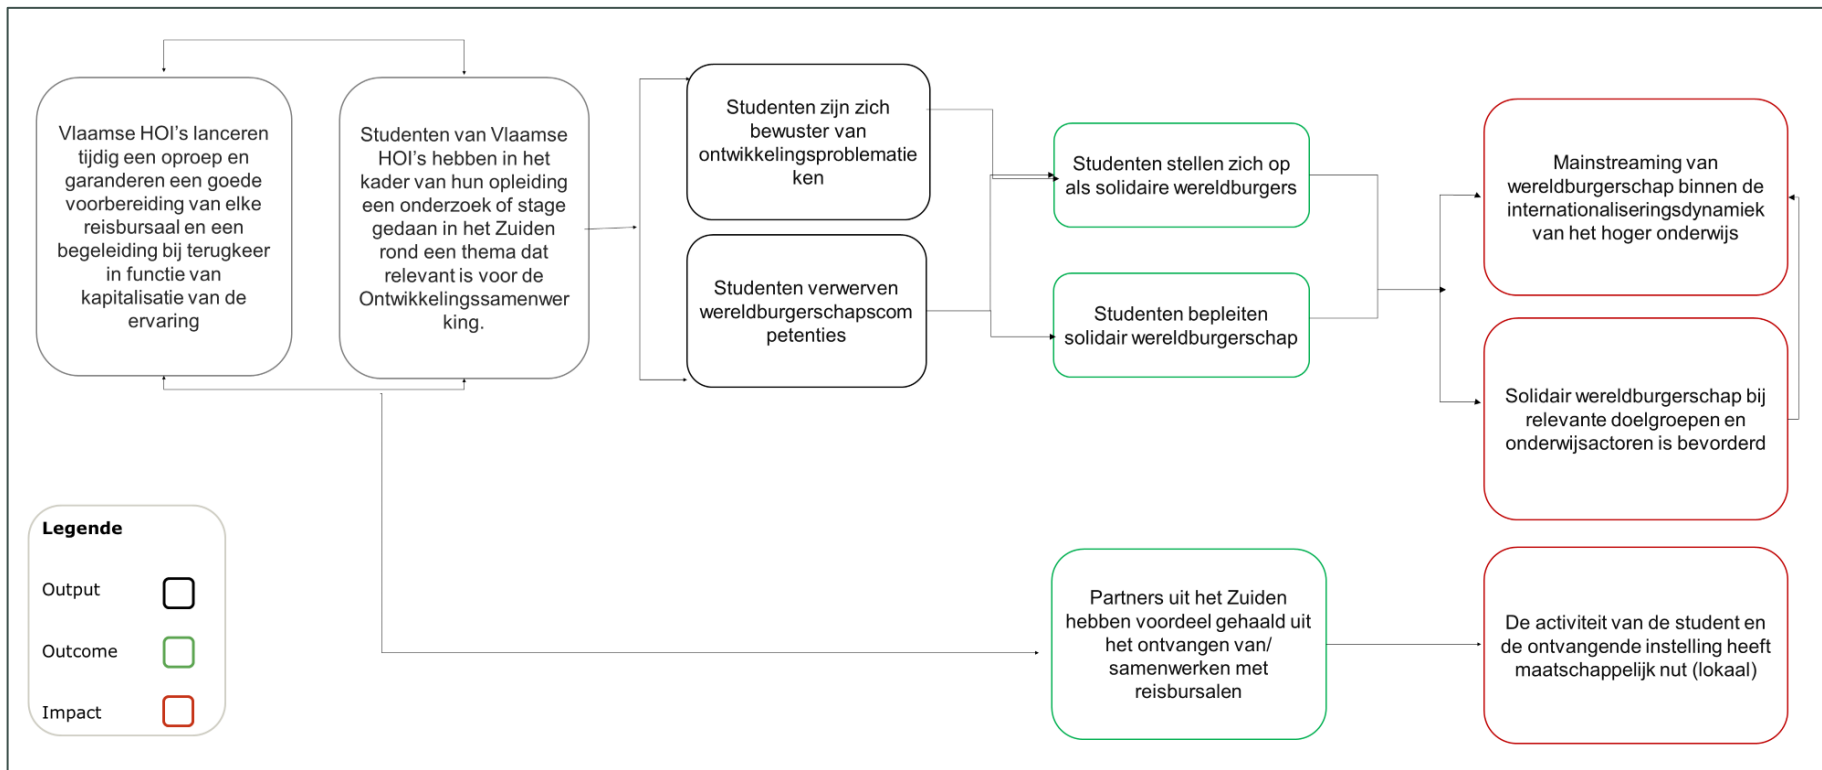 Vlaamse HOI’s lanceren
tijdig een oproep en
garanderen een goede
voorbereiding van elke
reisbursaal en een
begeleiding bij terugkeer
in functie van
kapitalisatie van de
ervaring
Studenten van Vlaamse
HOI’s hebben in het
kader van hun opleiding
een onderzoek of stage
gedaan in het Zuiden
rond een thema dat
relevant is voor de
Ontwikkelingssamenwer
king.
Studenten zijn zich
bewuster van
ontwikkelingsproblematie
ken
Studenten verwerven
wereldburgerschapscom
petenties
Studenten stellen zich op
als solidaire wereldburgers
Studenten bepleiten
solidair wereldburgerschap
Mainstreaming van
wereldburgerschap binnen de
internationaliseringsdynamiek
van het hoger onderwijs
Solidair wereldburgerschap bij
relevante doelgroepen en
onderwijsactoren is bevorderd
Legende
Output
Outcome
Impact
Partners uit het Zuiden
hebben voordeel gehaald uit
het ontvangen van/
samenwerken met
reisbursalen
De activiteit van de student en
de ontvangende instelling heeft
maatschappelijk nut (lokaal)